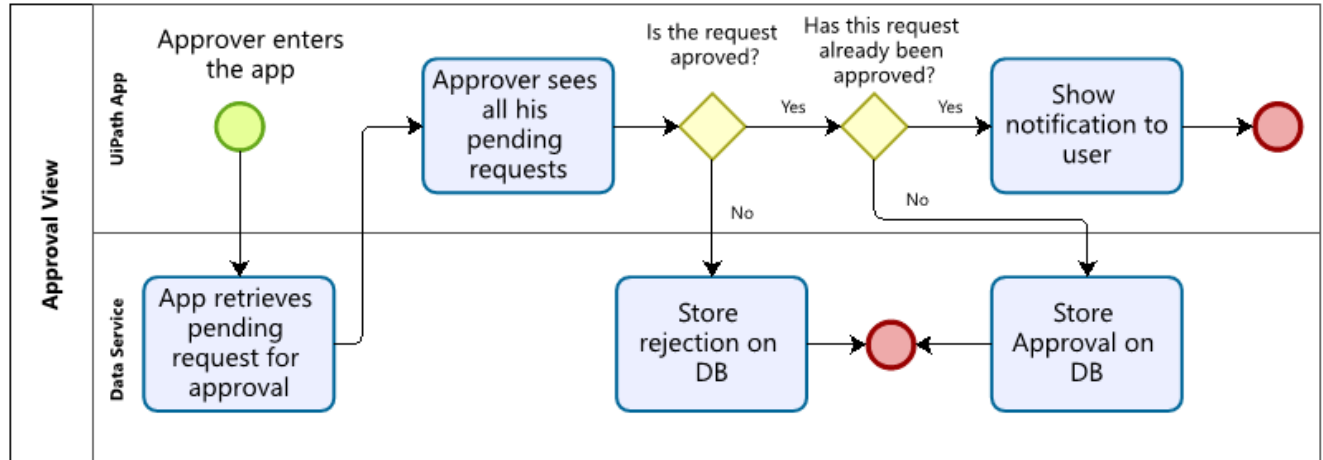 Approval View
UiPath App
Data Service
Approver enters
the app
Approver sees
all his
pending
requests
Is the request
aproved?
Yes
No
Has this request
already been
approved?
Yes
No
Show
notification to
user
App retrieves
pending
request for
approval
Store
rejection on
DB
Store
Approval on
DB